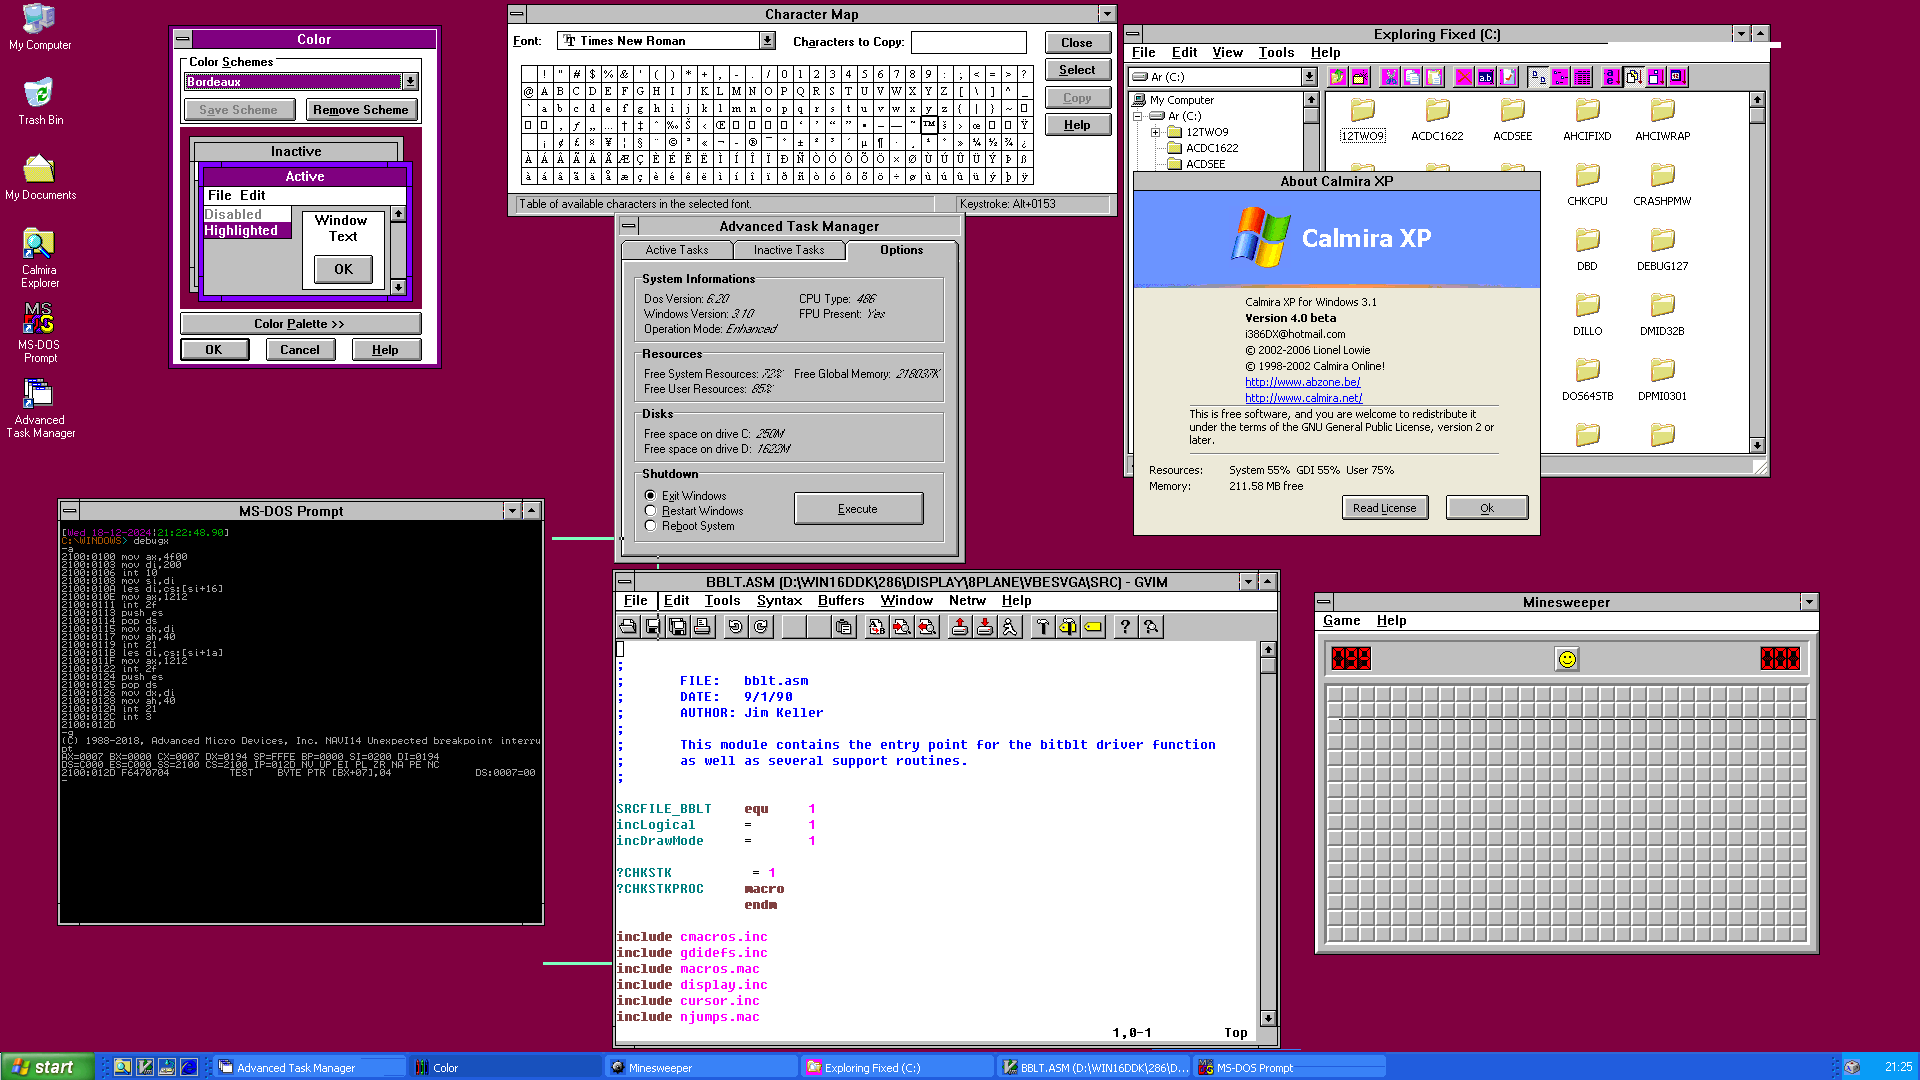 My Computer
Trash Bin
My Documents
Calmira
Explorer
MS-DOS
Prompt
Advanced
Task Manager
Color
Color Schemes
Bordeaux
Save Scheme
Remove Scheme
Inactive
Active
File Edit
Disabled
Highlighted
Window
Text
OK
Color Palette >>
OK
Cancel
Help
Character Map
Font:
Times New Roman
Characters to Copy:
Close
Select
Copy
Help
! " # $ % & ' ( ) * + , - . / 0 1 2 3 4 5 6 7 8 9 : ; < = > ?
@ A B C D E F G H I J K L M N O P Q R S T U V W X Y Z [ \ ] ^ _
` a b c d e f g h i j k l m n o p q r s t u v w x y z { | } ~
Table of available characters in the selected font.
Keystroke: Alt+0153
Advanced Task Manager
Active Tasks
Inactive Tasks
Options
System Informations
Dos Version: 6.20
CPU Type: 486
Windows Version: 3.10
FPU Present: Yes
Operation Mode: Enhanced
Resources
Free System Resources: 72%
Free Global Memory: 218037K
Free User Resources: 85%
Disks
Free space on drive C: 250M
Free space on drive D: 1622M
Shutdown
Exit Windows
Restart Windows
Reboot System
Execute
Exploring Fixed (C:)
File Edit View Tools Help
Ar (C:)
My Computer
Ar (C:)
12TWO9
ACDC1622
ACDSEE
12TWO9
ACDC1622
ACDSEE
AHCIFIXD
AHCIWRAP
CHKCPU
CRASHPMW
DBD
DEBUG127
DILLO
DMID32B
DOS64STB
DPMI0301
About Calmira XP
Calmira XP
Calmira XP for Windows 3.1
Version 4.0 beta
i386DX@hotmail.com
© 2002-2006 Lionel Lowie
© 1998-2002 Calmira Online!
http://www.abzone.be/
http://www.calmira.net/
This is free software, and you are welcome to redistribute it
under the terms of the GNU General Public License, version 2 or
later.
Resources: System 55% GDI 55% User 75%
Memory: 211.58 MB free
Read License
Ok
MS-DOS Prompt
[Wed 18-12-2024|21:22:48.90]
C:\WINDOWS> debugx
-a
2100:0100 mov ax,4f00
2100:0103 mov di,200
2100:0106 int 10
2100:0108 mov si,di
2100:010A les di,cs:[si+16]
2100:010E mov ax,1212
2100:0111 int 2f
2100:0113 push es
2100:0114 pop ds
2100:0115 mov dx,di
2100:0117 mov ah,40
2100:0119 int 21
2100:011B les di,cs:[si+1a]
2100:011F mov ax,1212
2100:0122 int 2f
2100:0124 push es
2100:0125 pop ds
2100:0126 mov dx,di
2100:0128 mov ah,40
2100:012A int 21
2100:012C int 3
2100:012D
-g
(C) 1988-2018, Advanced Micro Devices, Inc. NAVI14 Unexpected breakpoint interru
pt
AX=0007 BX=0000 CX=0007 DX=0194 SP=FFFE BP=0000 SI=0200 DI=0194
DS=C000 ES=C000 SS=2100 CS=2100 IP=012D NV UP EI PL ZR NA PE NC
2100:012D F6470704 TEST BYTE PTR [BX+07],04 DS:0007=00
-
BBLT.ASM (D:\WIN16DDK\286\DISPLAY\8PLANE\VBESVGA\SRC) - GVIM
File Edit Tools Syntax Buffers Window Netrw Help
;
; FILE: bblt.asm
; DATE: 9/1/90
; AUTHOR: Jim Keller
;
; This module contains the entry point for the bitblt driver function
; as well as several support routines.
;
SRCFILE_BBLT equ 1
incLogical = 1
incDrawMode = 1
?CHKSTK = 1
?CHKSTKPROC macro
endm
include cmacros.inc
include gdidefs.inc
include macros.mac
include display.inc
include cursor.inc
include njumps.mac
1,0-1 Top
Minesweeper
Game Help
start
Advanced Task Manager
Color
Minesweeper
Exploring Fixed (C:)
BBLT.ASM (D:\WIN16DDK\286\D...
MS-DOS Prompt
21:25